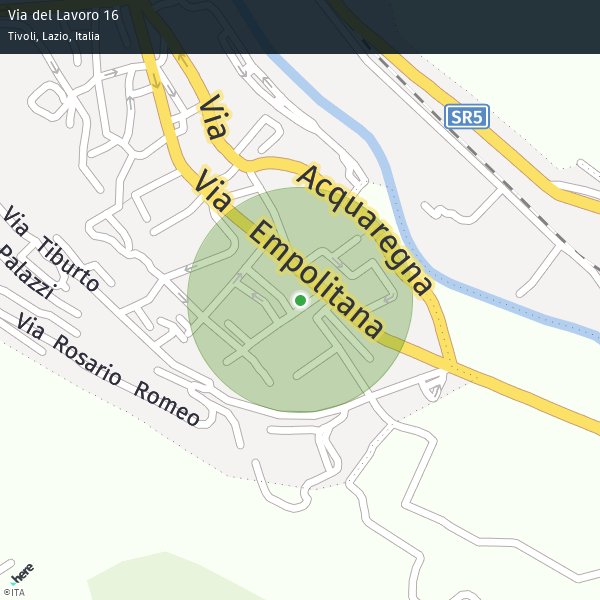 Via del Lavoro 16
Tivoli, Lazio, Italia
SR5
Via Acquaregna
Via Empolitana
Via Tiburto
Palazzi
Via Rosario Romeo
here
©ITA